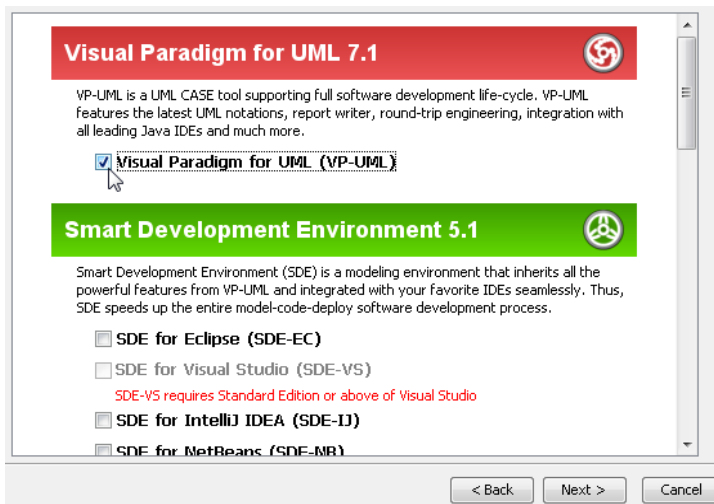 Visual Paradigm for UML 7.1
VP-UML is a UML CASE tool supporting full software development life-cycle. VP-UML
features the latest UML notations, report writer, round-trip engineering, integration with
all leading Java IDEs and much more.
Visual Paradigm for UML (VP-UML)
Smart Development Environment 5.1
Smart Development Environment (SDE) is a modeling environment that inherits all the
powerful features from VP-UML and integrated with your favorite IDEs seamlessly. Thus,
SDE speeds up the entire model-code-deploy software development process.
SDE for Eclipse (SDE-EC)
SDE for Visual Studio (SDE-VS)
SDE-VS requires Standard Edition or above of Visual Studio
SDE for IntelliJ IDEA (SDE-IJ)
SDE for NetBeans (SDE-NB)
< Back Next > Cancel